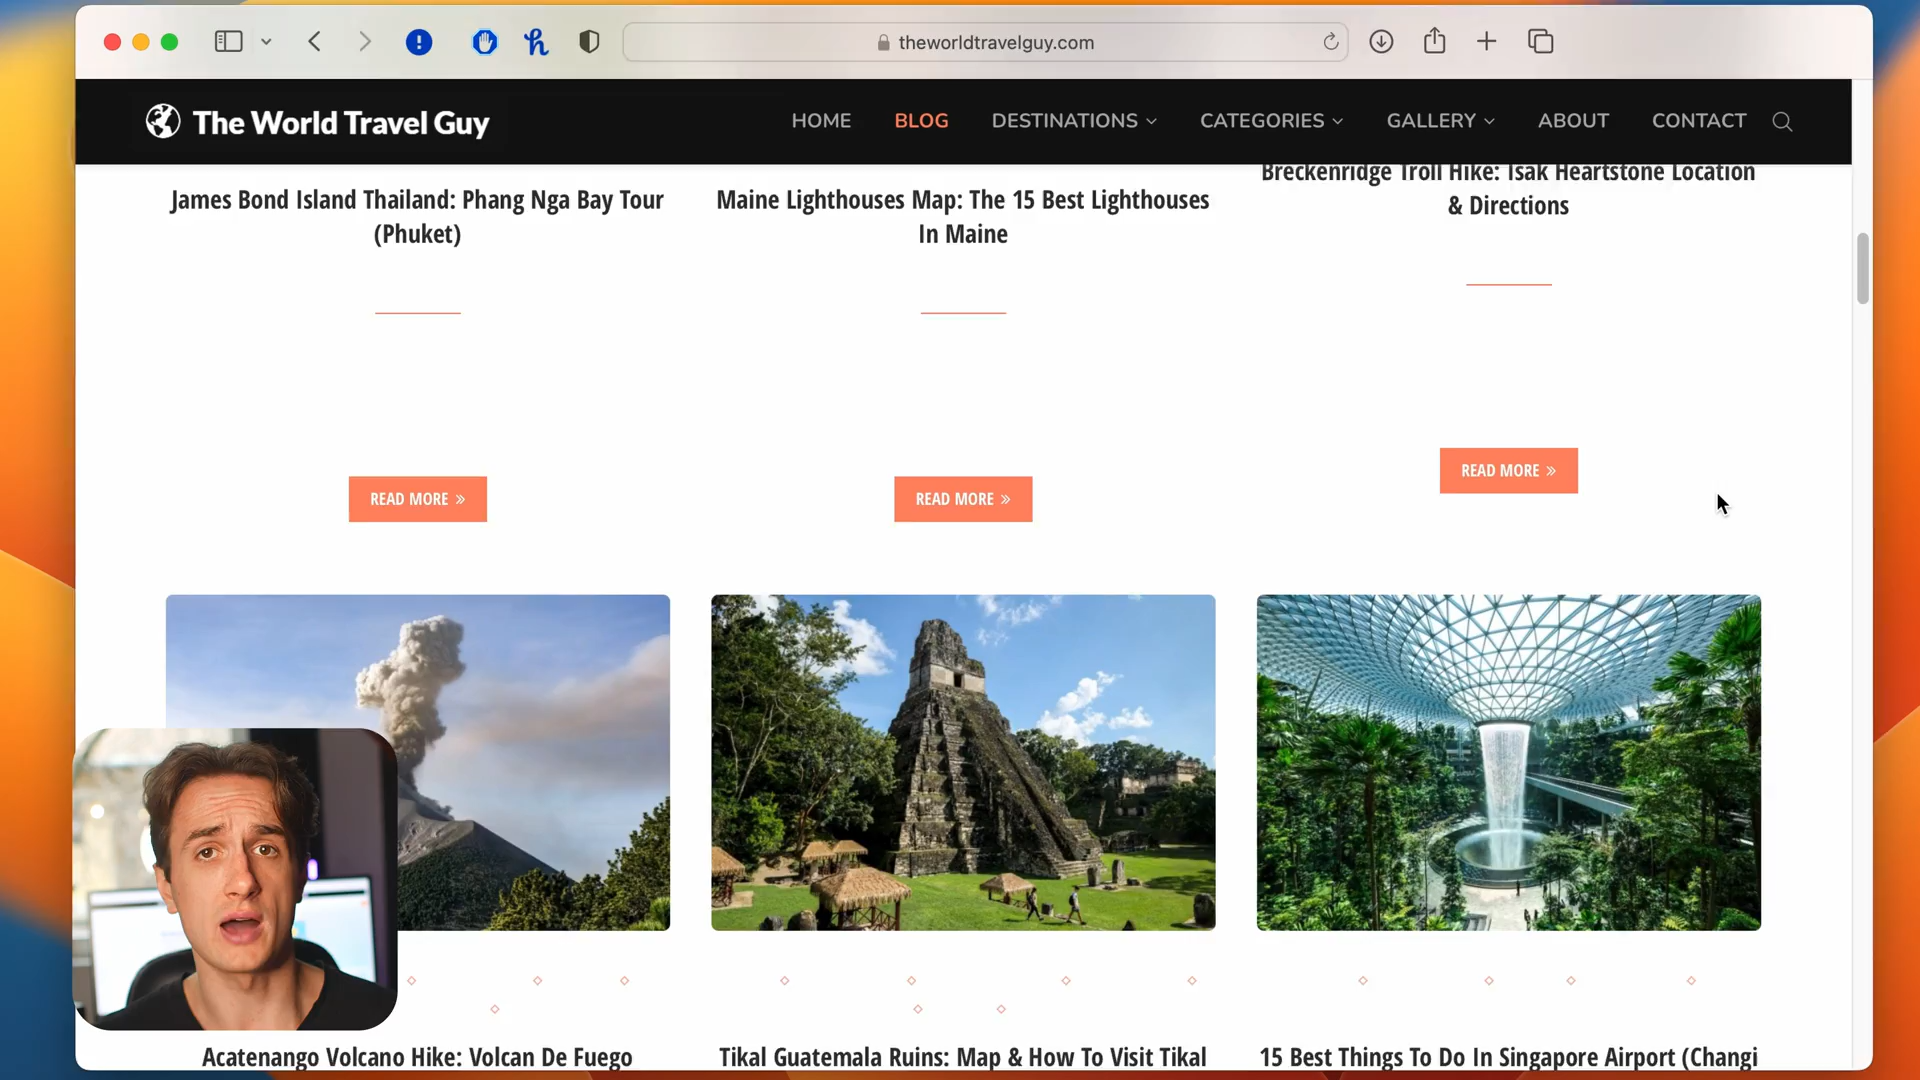 theworldtravelguy.com
The World Travel Guy
HOME BLOG DESTINATIONS CATEGORIES GALLERY ABOUT CONTACT
James Bond Island Thailand: Phang Nga Bay Tour
(Phuket)
Maine Lighthouses Map: The 15 Best Lighthouses
In Maine
Breckenridge Troll Hike: Isak Heartstone Location
& Directions
READ MORE »
READ MORE »
READ MORE »
Acatenango Volcano Hike: Volcan De Fuego
Tikal Guatemala Ruins: Map & How To Visit Tikal
15 Best Things To Do In Singapore Airport (Changi